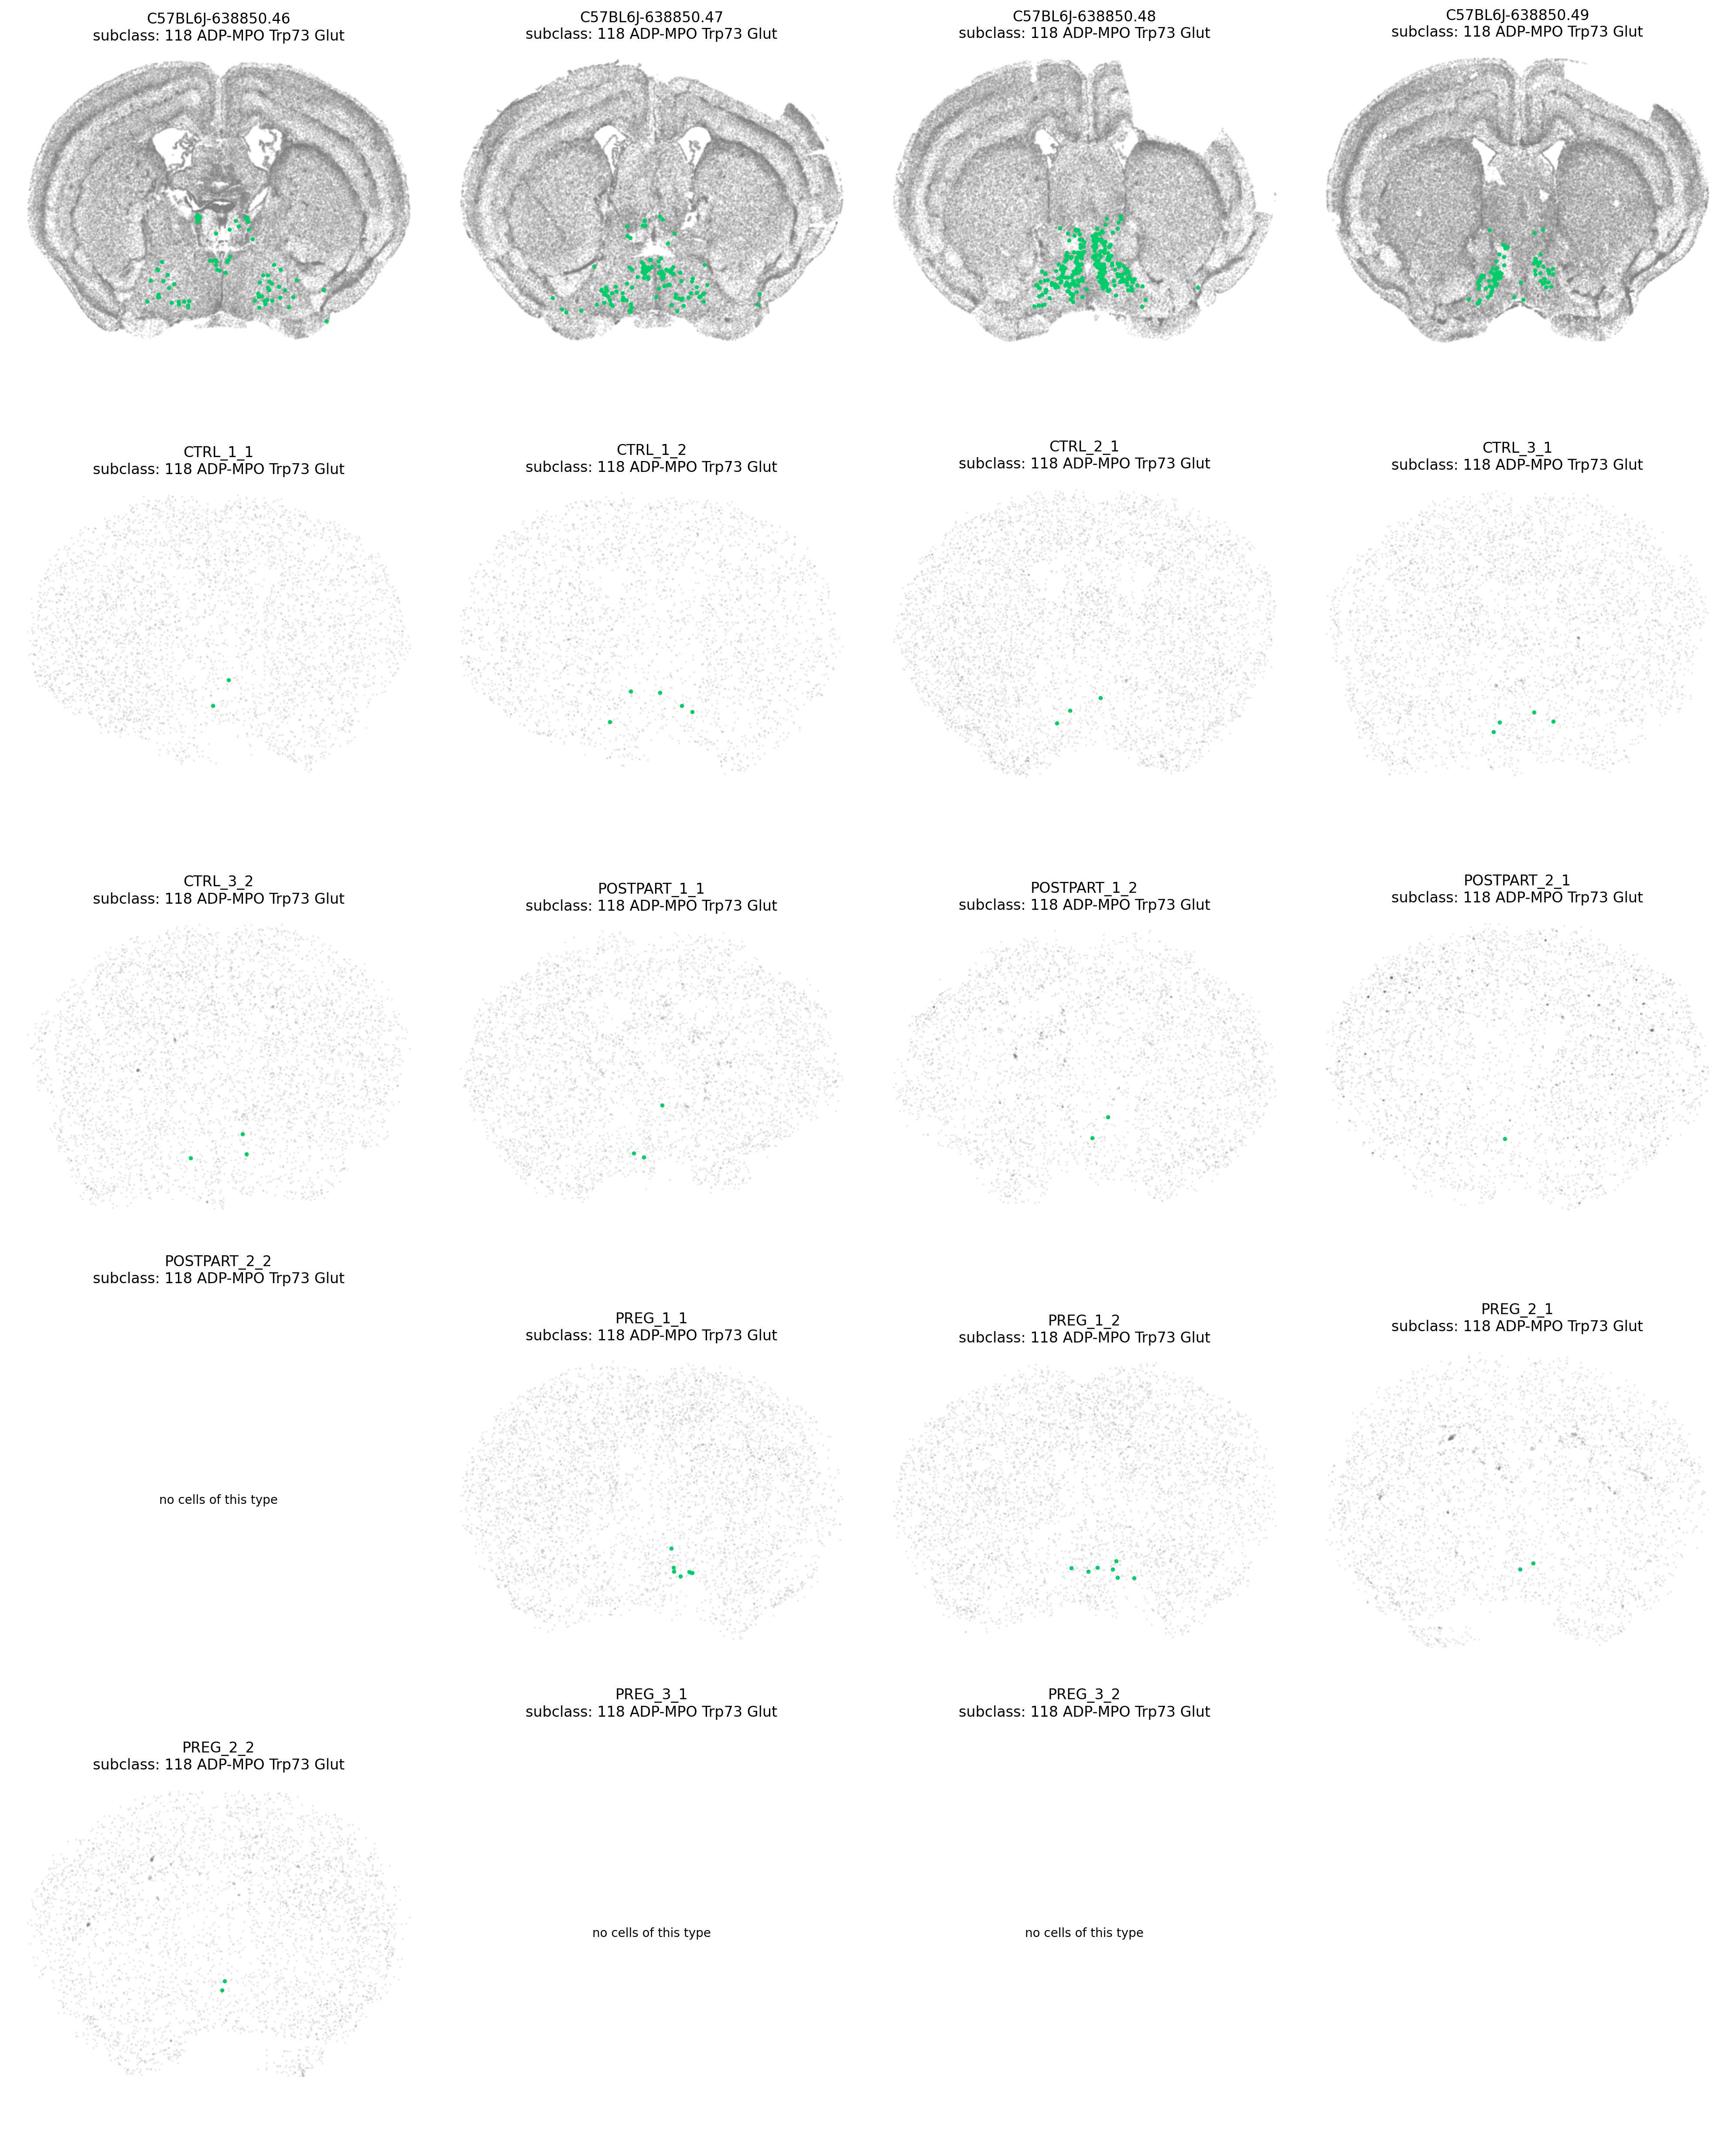 C57BL6J-638850.46
subclass: 118 ADP-MPO Trp73 Glut
C57BL6J-638850.47
subclass: 118 ADP-MPO Trp73 Glut
C57BL6J-638850.48
subclass: 118 ADP-MPO Trp73 Glut
C57BL6J-638850.49
subclass: 118 ADP-MPO Trp73 Glut
CTRL_1_1
subclass: 118 ADP-MPO Trp73 Glut
CTRL_1_2
subclass: 118 ADP-MPO Trp73 Glut
CTRL_2_1
subclass: 118 ADP-MPO Trp73 Glut
CTRL_3_1
subclass: 118 ADP-MPO Trp73 Glut
CTRL_3_2
subclass: 118 ADP-MPO Trp73 Glut
POSTPART_1_1
subclass: 118 ADP-MPO Trp73 Glut
POSTPART_1_2
subclass: 118 ADP-MPO Trp73 Glut
POSTPART_2_1
subclass: 118 ADP-MPO Trp73 Glut
POSTPART_2_2
subclass: 118 ADP-MPO Trp73 Glut
no cells of this type
PREG_1_1
subclass: 118 ADP-MPO Trp73 Glut
PREG_1_2
subclass: 118 ADP-MPO Trp73 Glut
PREG_2_1
subclass: 118 ADP-MPO Trp73 Glut
PREG_2_2
subclass: 118 ADP-MPO Trp73 Glut
PREG_3_1
subclass: 118 ADP-MPO Trp73 Glut
no cells of this type
PREG_3_2
subclass: 118 ADP-MPO Trp73 Glut
no cells of this type